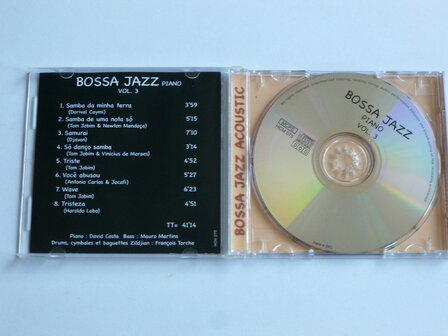 BOSSA JAZZ PIANO
VOL. 3
1. Samba da minha terra 3'59
(Dorival Caymi)
2. Samba de uma nota só 5'15
(Tom Jobim & Newton Mendoça)
3. Samurai 7'10
(Djavan)
4. Só danço samba 7'14
(Tom Jobim & Vinicius de Moraes)
5. Triste 4'52
(Tom Jobim)
6. Você abusou 5'27
(Antonio Carlos & Jocafi)
7. Wave 6'23
(Tom Jobim)
8. Tristeza 4'51
(Haroldo Lobo)
TT= 41'14
Piano : David Costa Bass : Mauro Martins
Drums, cymbales et baguettes Zildjian : François Torche
BOSSA JAZZ ACOUSTIC
BOSSA JAZZ
PIANO
VOL. 3